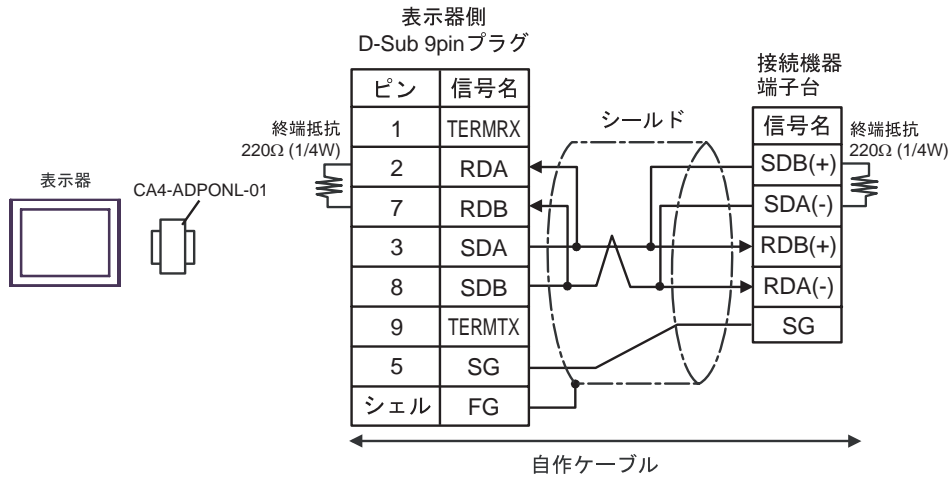 表示器側
D-Sub 9pinプラグ
接続機器
端子台
ピン 信号名
1 TERMRX
2 RDA
7 RDB
3 SDA
8 SDB
9 TERMTX
5 SG
シェル FG
終端抵抗
220Ω (1/4W)
表示器
CA4-ADPONL-01
シールド
信号名
SDB(+)
SDA(-)
RDB(+)
RDA(-)
SG
終端抵抗
220Ω (1/4W)
自作ケーブル